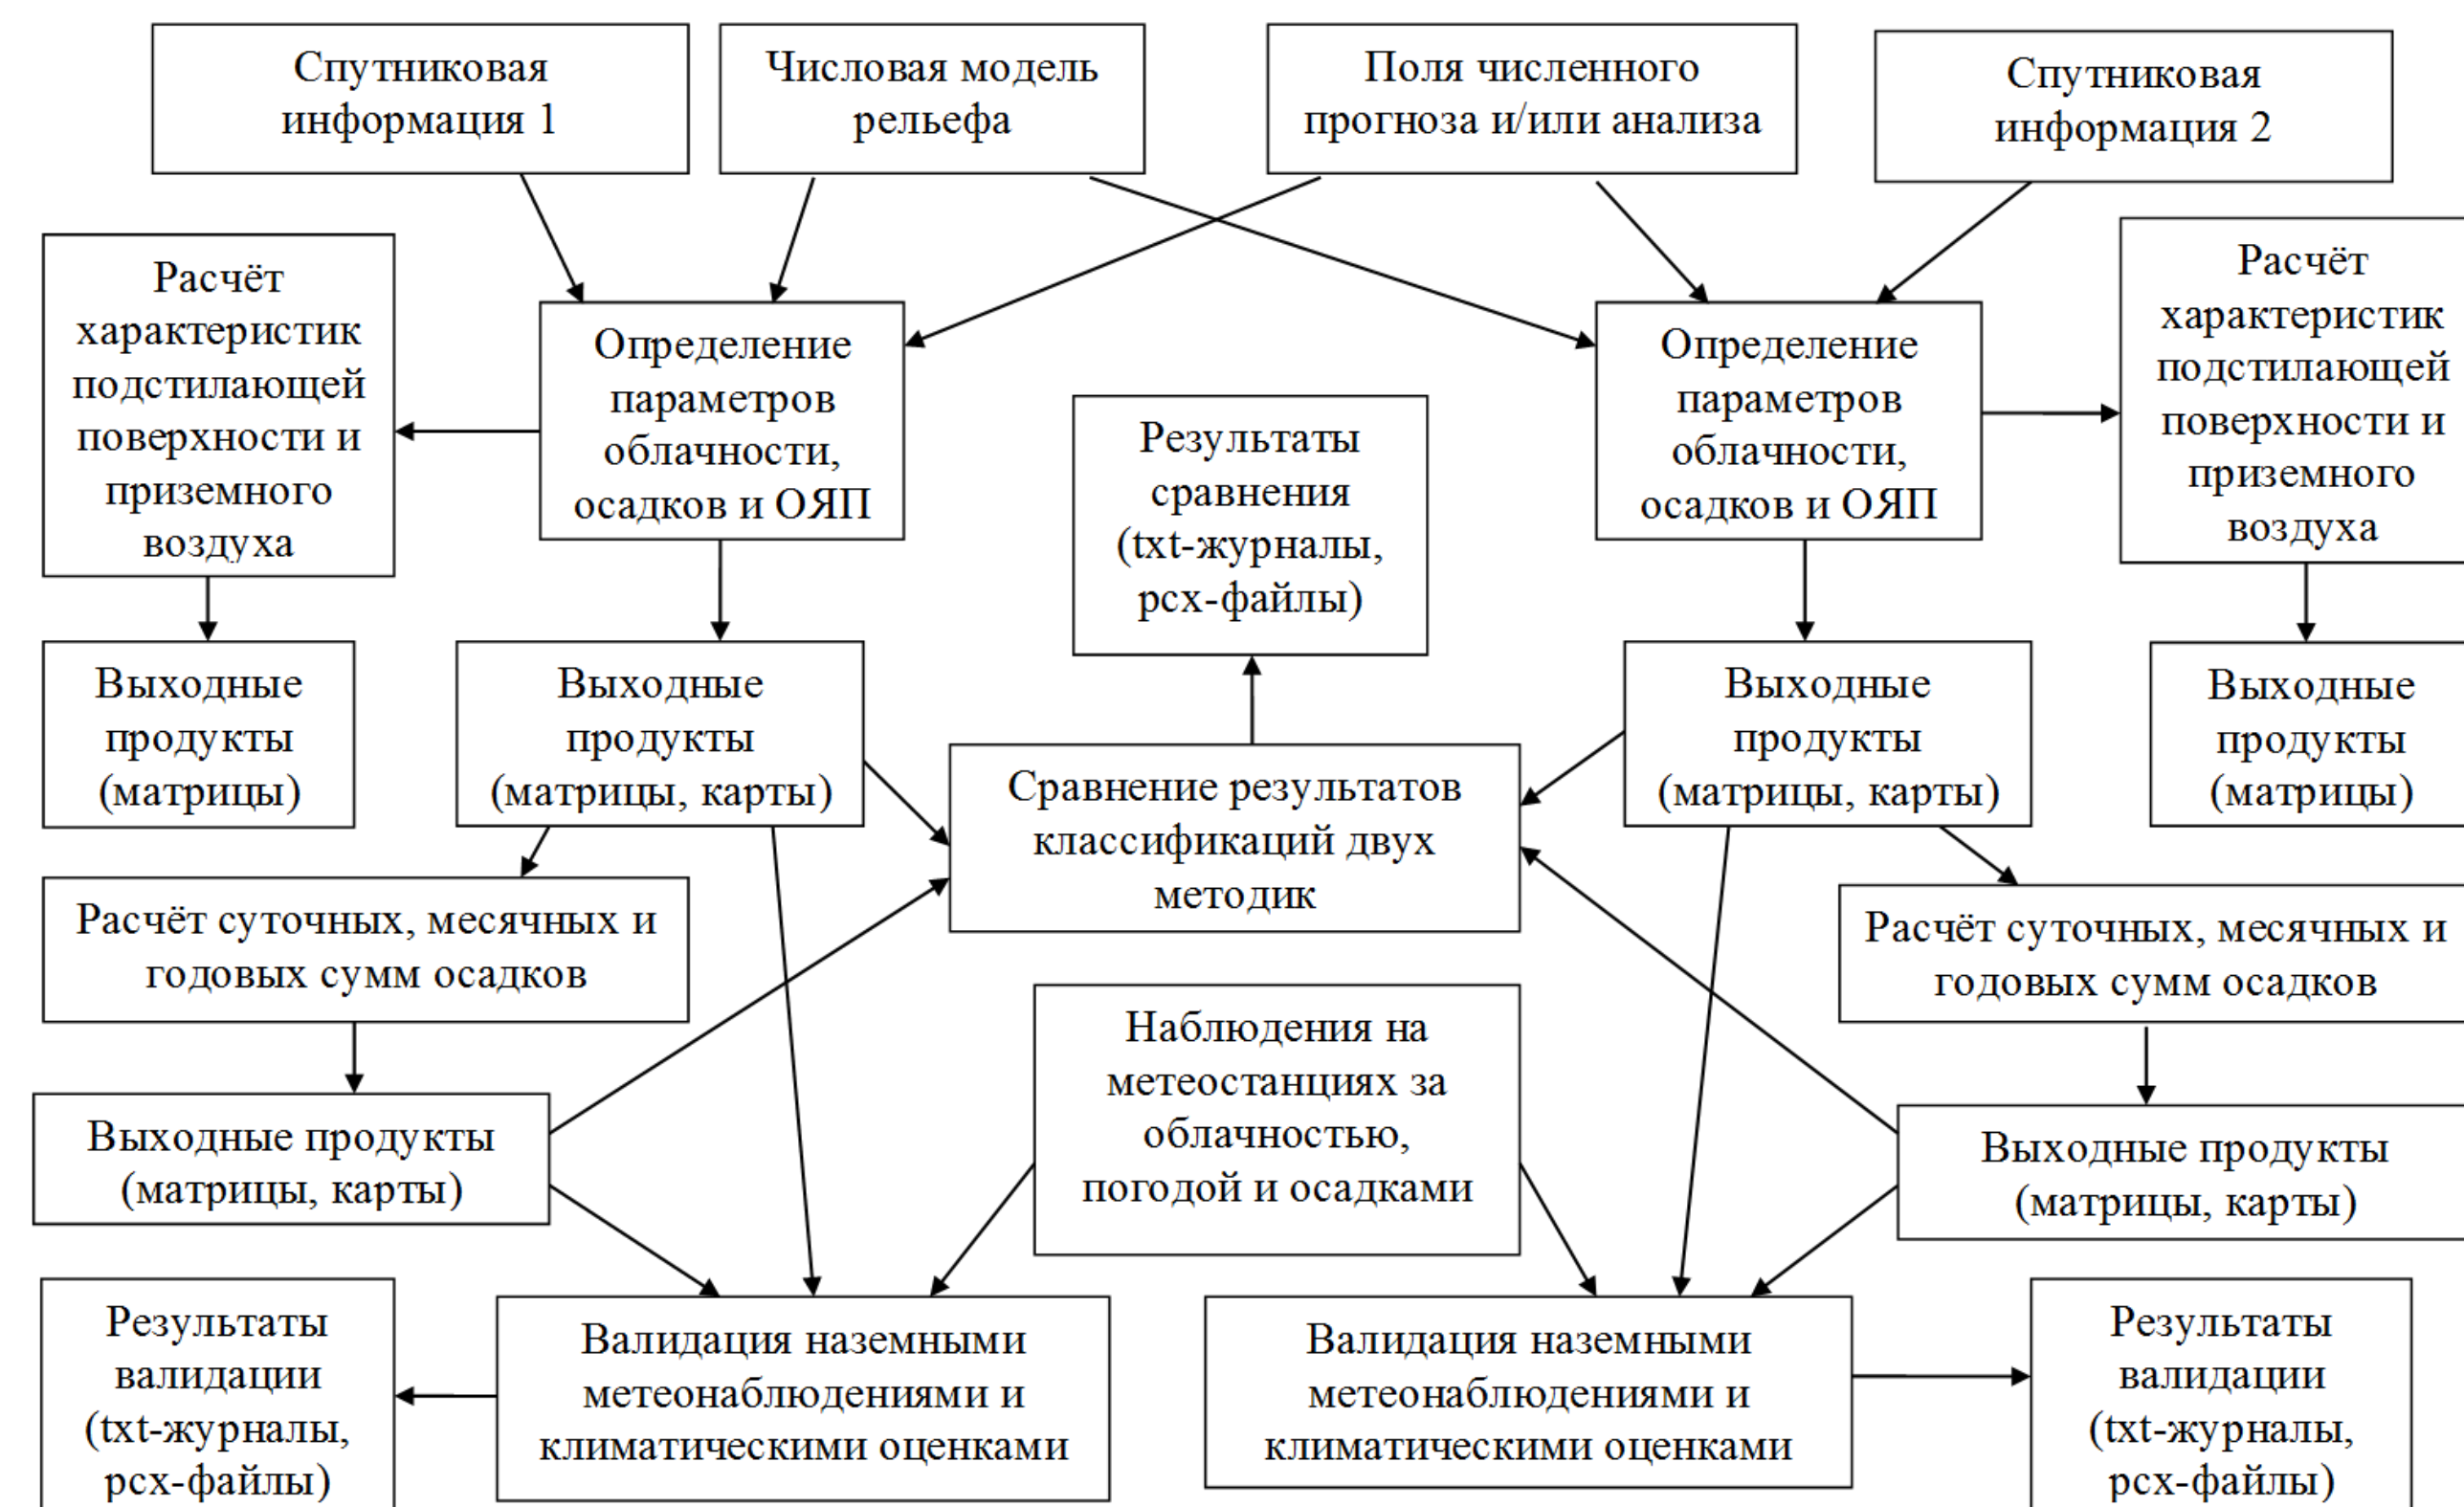 Спутниковая
информация 1
Числовая модель
рельефа
Поля численного
прогноза и/или анализа
Спутниковая
информация 2
Расчёт
характеристик
подстилающей
поверхности и
приземного
воздуха
Определение
параметров
облачности,
осадков и ОЯП
Результаты
сравнения
(txt-журналы,
pcx-файлы)
Определение
параметров
облачности,
осадков и ОЯП
Расчёт
характеристик
подстилающей
поверхности и
приземного
воздуха
Выходные
продукты
(матрицы)
Выходные
продукты
(матрицы, карты)
Сравнение результатов
классификаций двух
методик
Выходные
продукты
(матрицы, карты)
Выходные
продукты
(матрицы)
Расчёт суточных, месячных и
годовых сумм осадков
Наблюдения на
метеостанциях за
облачностью,
погодой и осадками
Расчёт суточных, месячных и
годовых сумм осадков
Выходные продукты
(матрицы, карты)
Выходные продукты
(матрицы, карты)
Результаты
валидации
(txt-журналы,
pcx-файлы)
Валидация наземными
метеонаблюдениями и
климатическими оценками
Валидация наземными
метеонаблюдениями и
климатическими оценками
Результаты
валидации
(txt-журналы,
pcx-файлы)